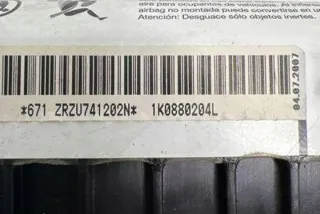 para ocupantes de vehículos. El
airbag no montada puede convertirse en un
Atención: Desguace sólo objetos inertes.
*671 ZRZU741202N* 1K0880204L
04.07.2007